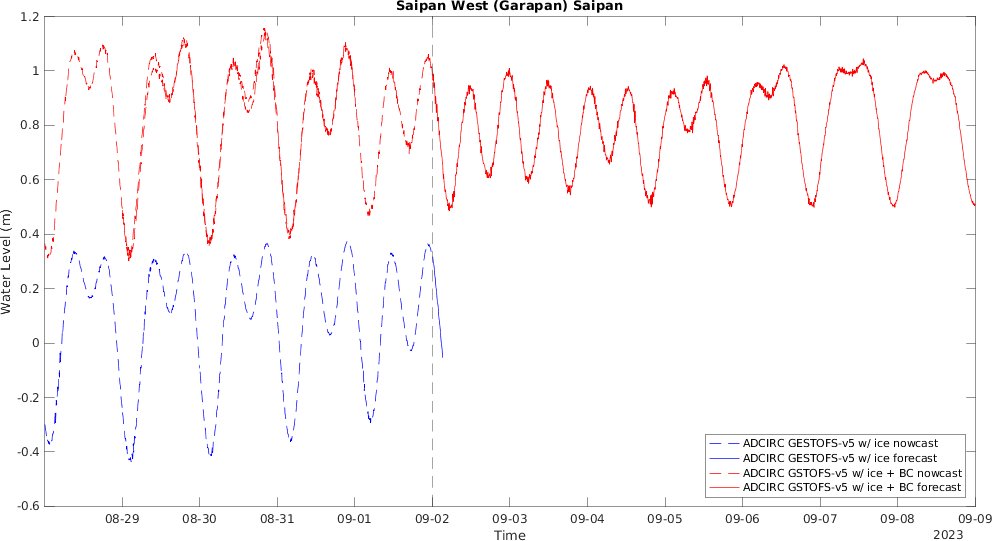 Saipan West (Garapan) Saipan
1.2
1
0.8
0.6
0.4
0.2
0
-0.2
-0.4
-0.6
Water Level (m)
08-29 08-30 08-31 09-01 09-02 09-03 09-04 09-05 09-06 09-07 09-08 09-09
Time
2023
ADCIRC GESTOFS-v5 w/ ice nowcast
ADCIRC GESTOFS-v5 w/ ice forecast
ADCIRC GSTOFS-v5 w/ ice + BC nowcast
ADCIRC GSTOFS-v5 w/ ice + BC forecast